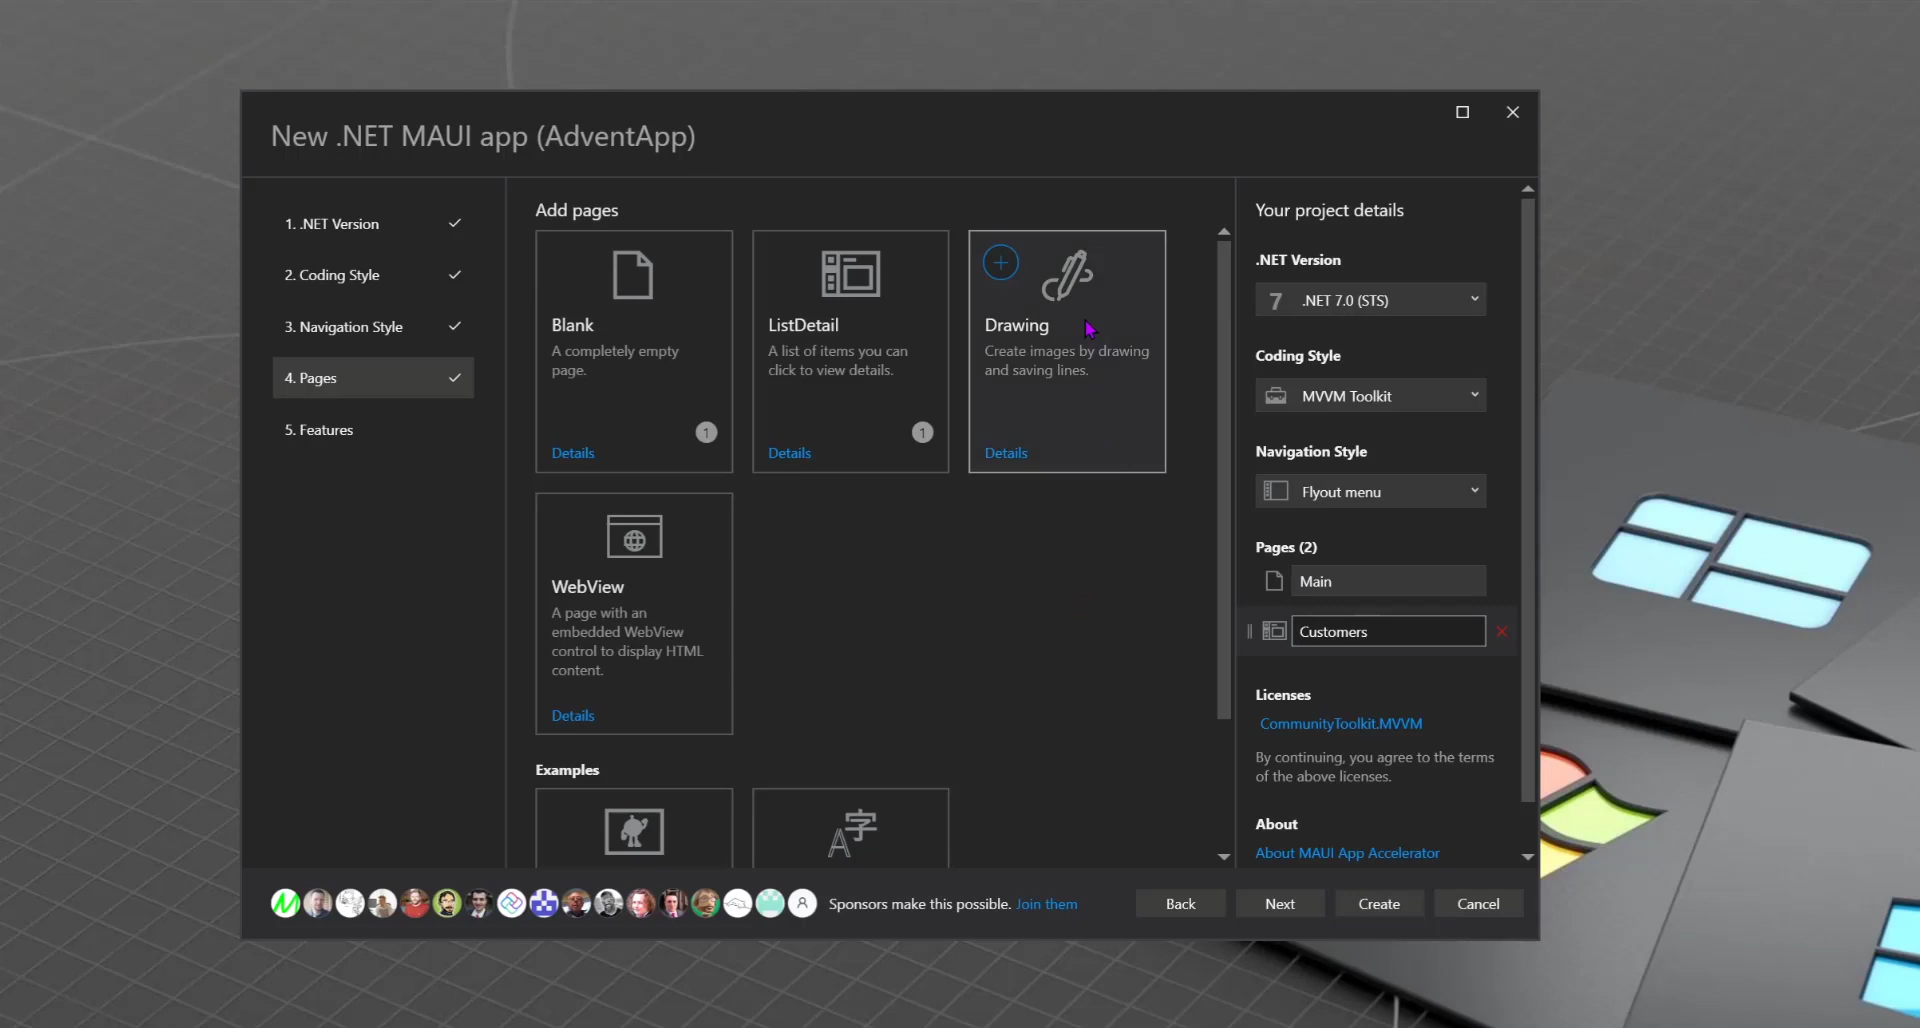 New .NET MAUI app (AdventApp)
1. .NET Version
2. Coding Style
3. Navigation Style
4. Pages
5. Features
Add pages
Blank
A completely empty
page.
1
Details
ListDetail
A list of items you can
click to view details.
1
Details
Drawing
Create images by drawing
and saving lines.
Details
WebView
A page with an
embedded WebView
control to display HTML
content.
Details
Examples
A字
Your project details
.NET Version
7 .NET 7.0 (STS)
Coding Style
MVVM Toolkit
Navigation Style
Flyout menu
Pages (2)
Main
Customers
Licenses
CommunityToolkit.MVVM
By continuing, you agree to the terms
of the above licenses.
About
About MAUI App Accelerator
Sponsors make this possible. Join them
Back
Next
Create
Cancel